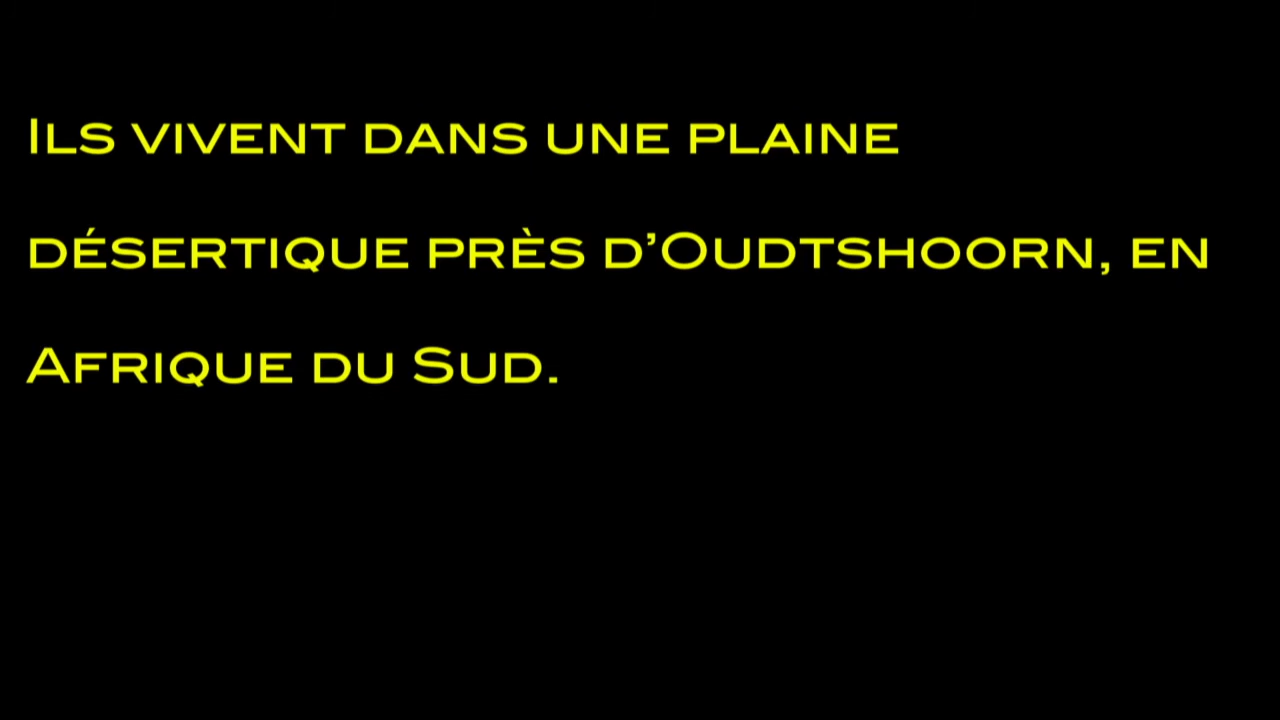 Ils vivent dans une plaine
désertique près d’Oudtshoorn, en
Afrique du Sud.